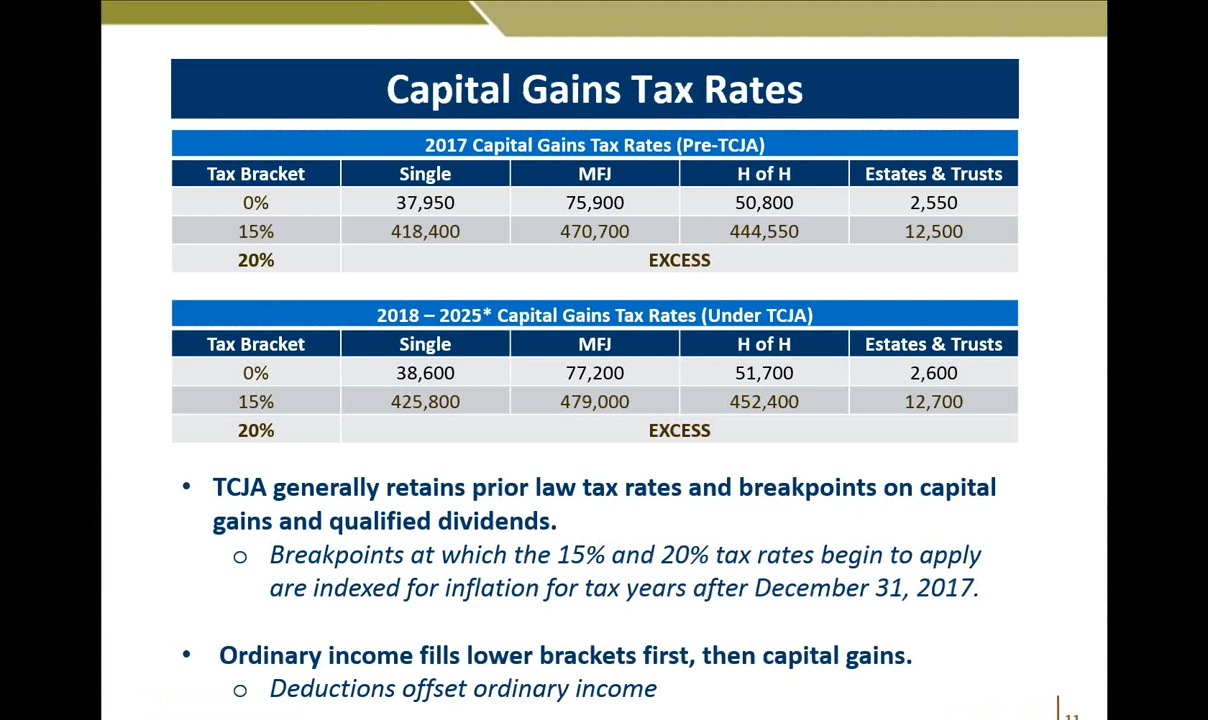 Capital Gains Tax Rates
2017 Capital Gains Tax Rates (Pre-TCJA)
Tax Bracket Single MFJ H of H Estates & Trusts
0% 37,950 75,900 50,800 2,550
15% 418,400 470,700 444,550 12,500
20% EXCESS
2018 – 2025* Capital Gains Tax Rates (Under TCJA)
Tax Bracket Single MFJ H of H Estates & Trusts
0% 38,600 77,200 51,700 2,600
15% 425,800 479,000 452,400 12,700
20% EXCESS
• TCJA generally retains prior law tax rates and breakpoints on capital
gains and qualified dividends.
o Breakpoints at which the 15% and 20% tax rates begin to apply
are indexed for inflation for tax years after December 31, 2017.
• Ordinary income fills lower brackets first, then capital gains.
o Deductions offset ordinary income
11